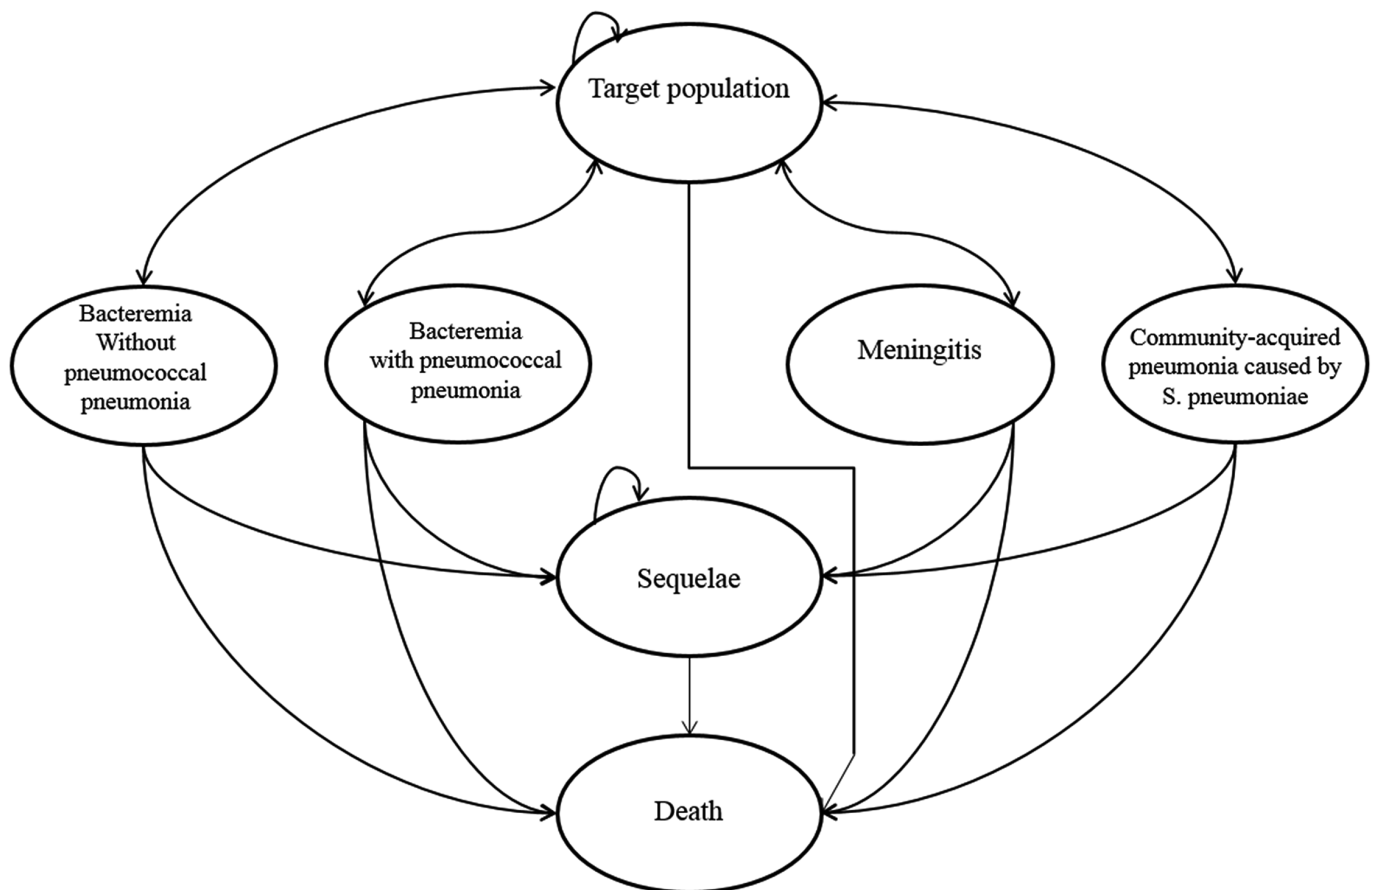 Target population
Bacteremia
Without
pneumococcal
pneumonia
Bacteremia
with pneumococcal
pneumonia
Meningitis
Community-acquired
pneumonia caused by
S. pneumoniae
Sequelae
Death